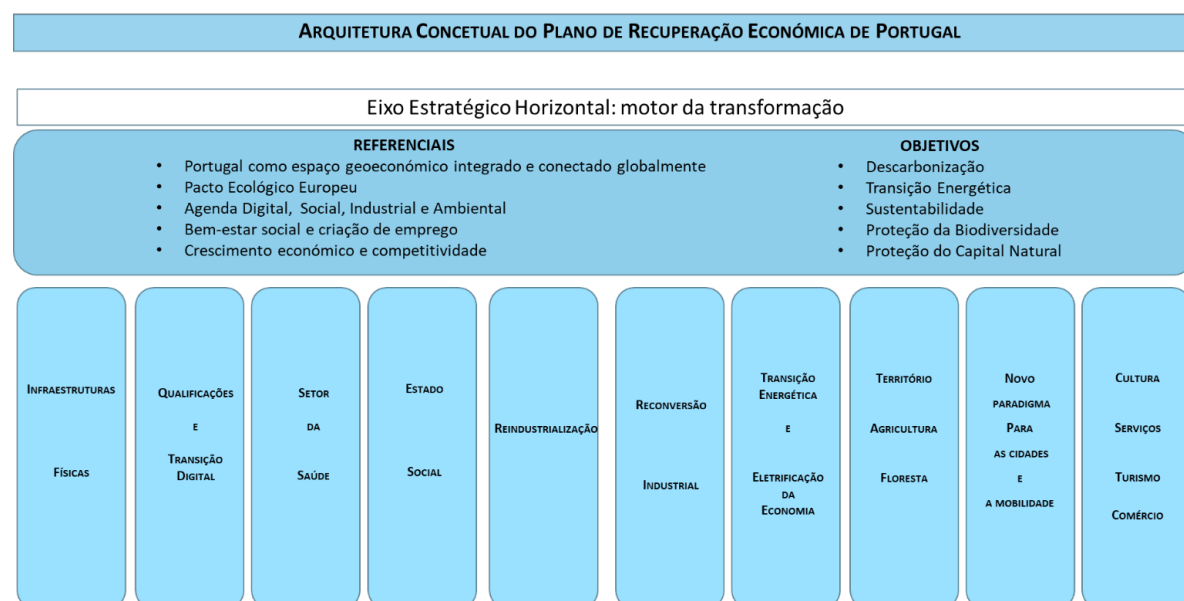 ARQUITETURA CONCETUAL DO PLANO DE RECUPERAÇÃO ECONÓMICA DE PORTUGAL
Eixo Estratégico Horizontal: motor da transformação
REFERENCIAIS
• Portugal como espaço geoeconómico integrado e conectado globalmente
• Pacto Ecológico Europeu
• Agenda Digital, Social, Industrial e Ambiental
• Bem-estar social e criação de emprego
• Crescimento económico e competitividade
OBJETIVOS
• Descarbonização
• Transição Energética
• Sustentabilidade
• Proteção da Biodiversidade
• Proteção do Capital Natural
INFRAESTRUTURAS
FÍSICAS
QUALIFICAÇÕES
E
TRANSIÇÃO
DIGITAL
SETOR
DA
SAÚDE
ESTADO
SOCIAL
REINDUSTRIALIZAÇÃO
RECONVERSÃO
INDUSTRIAL
TRANSIÇÃO
ENERGÉTICA
E
ELETRIFICAÇÃO
DA
ECONOMIA
TERRITÓRIO
AGRICULTURA
FLORESTA
NOVO
PARADIGMA
PARA
AS CIDADES
E
A MOBILIDADE
CULTURA
SERVIÇOS
TURISMO
COMÉRCIO